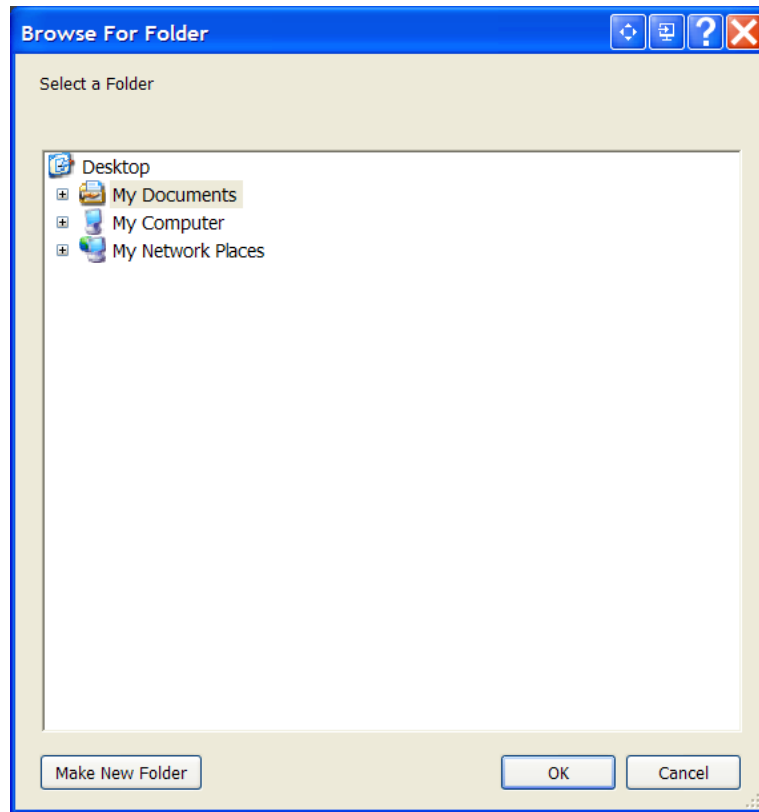 Browse For Folder ?
Select a Folder
Desktop
My Documents
My Computer
My Network Places
Make New Folder OK Cancel